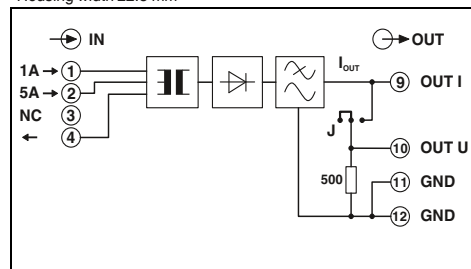 Housing width 22.5 mm
IN
OUT
1A → 1
5A → 2
NC 3
← 4
IOUT
9 OUT I
J
10 OUT U
500
11 GND
12 GND